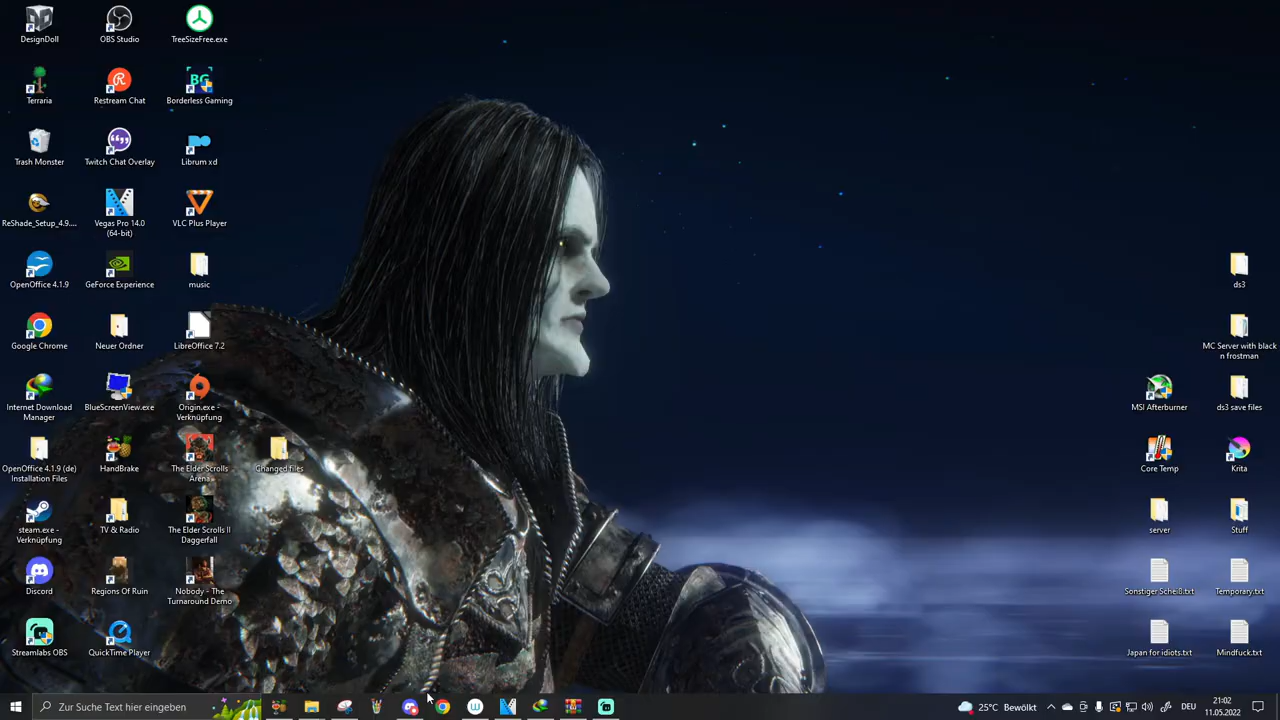 DesignDoll
OBS Studio
TreeSizeFree.exe
Terraria
Restream Chat
BG
Borderless Gaming
Trash Monster
Twitch Chat Overlay
Librum xd
ReShade_Setup_4.9....
Vegas Pro 14.0
(64-bit)
VLC Plus Player
OpenOffice 4.1.9
GeForce Experience
music
ds3
Google Chrome
Neuer Ordner
LibreOffice 7.2
MC Server with black
n frostman
Internet Download
Manager
BlueScreenView.exe
Origin.exe -
Verknüpfung
MSI Afterburner
ds3 save files
OpenOffice 4.1.9 (de)
Installation Files
HandBrake
The Elder Scrolls
Arena
Changed files
Core Temp
Krita
steam.exe -
Verknüpfung
TV & Radio
The Elder Scrolls II
Daggerfall
server
Stuff
Discord
Regions Of Ruin
Nobody - The
Turnaround Demo
Sonstiger Scheiß.txt
Temporary.txt
Streamlabs OBS
QuickTime Player
Japan for idiots.txt
Mindfuck.txt
Zur Suche Text hier eingeben
25°C Bewölkt
DEU
21:02
11.05.2022